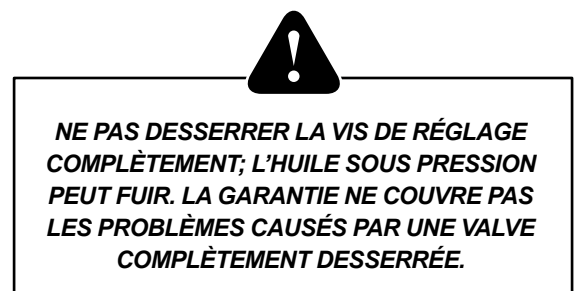 NE PAS DESSERRER LA VIS DE RÉGLAGE
COMPLÈTEMENT; L'HUILE SOUS PRESSION
PEUT FUIR. LA GARANTIE NE COUVRE PAS
LES PROBLÈMES CAUSÉS PAR UNE VALVE
COMPLÈTEMENT DESSERRÉE.